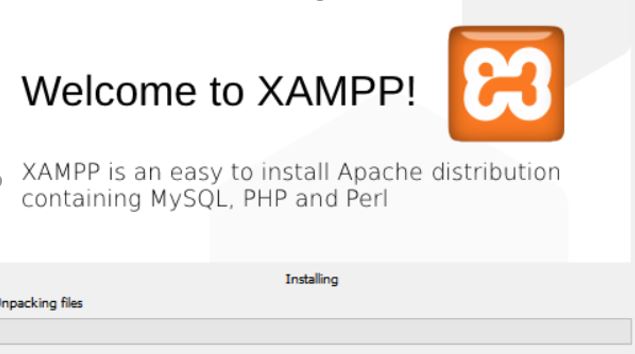 Welcome to XAMPP!
XAMPP is an easy to install Apache distribution
containing MySQL, PHP and Perl
Installing
npacking files